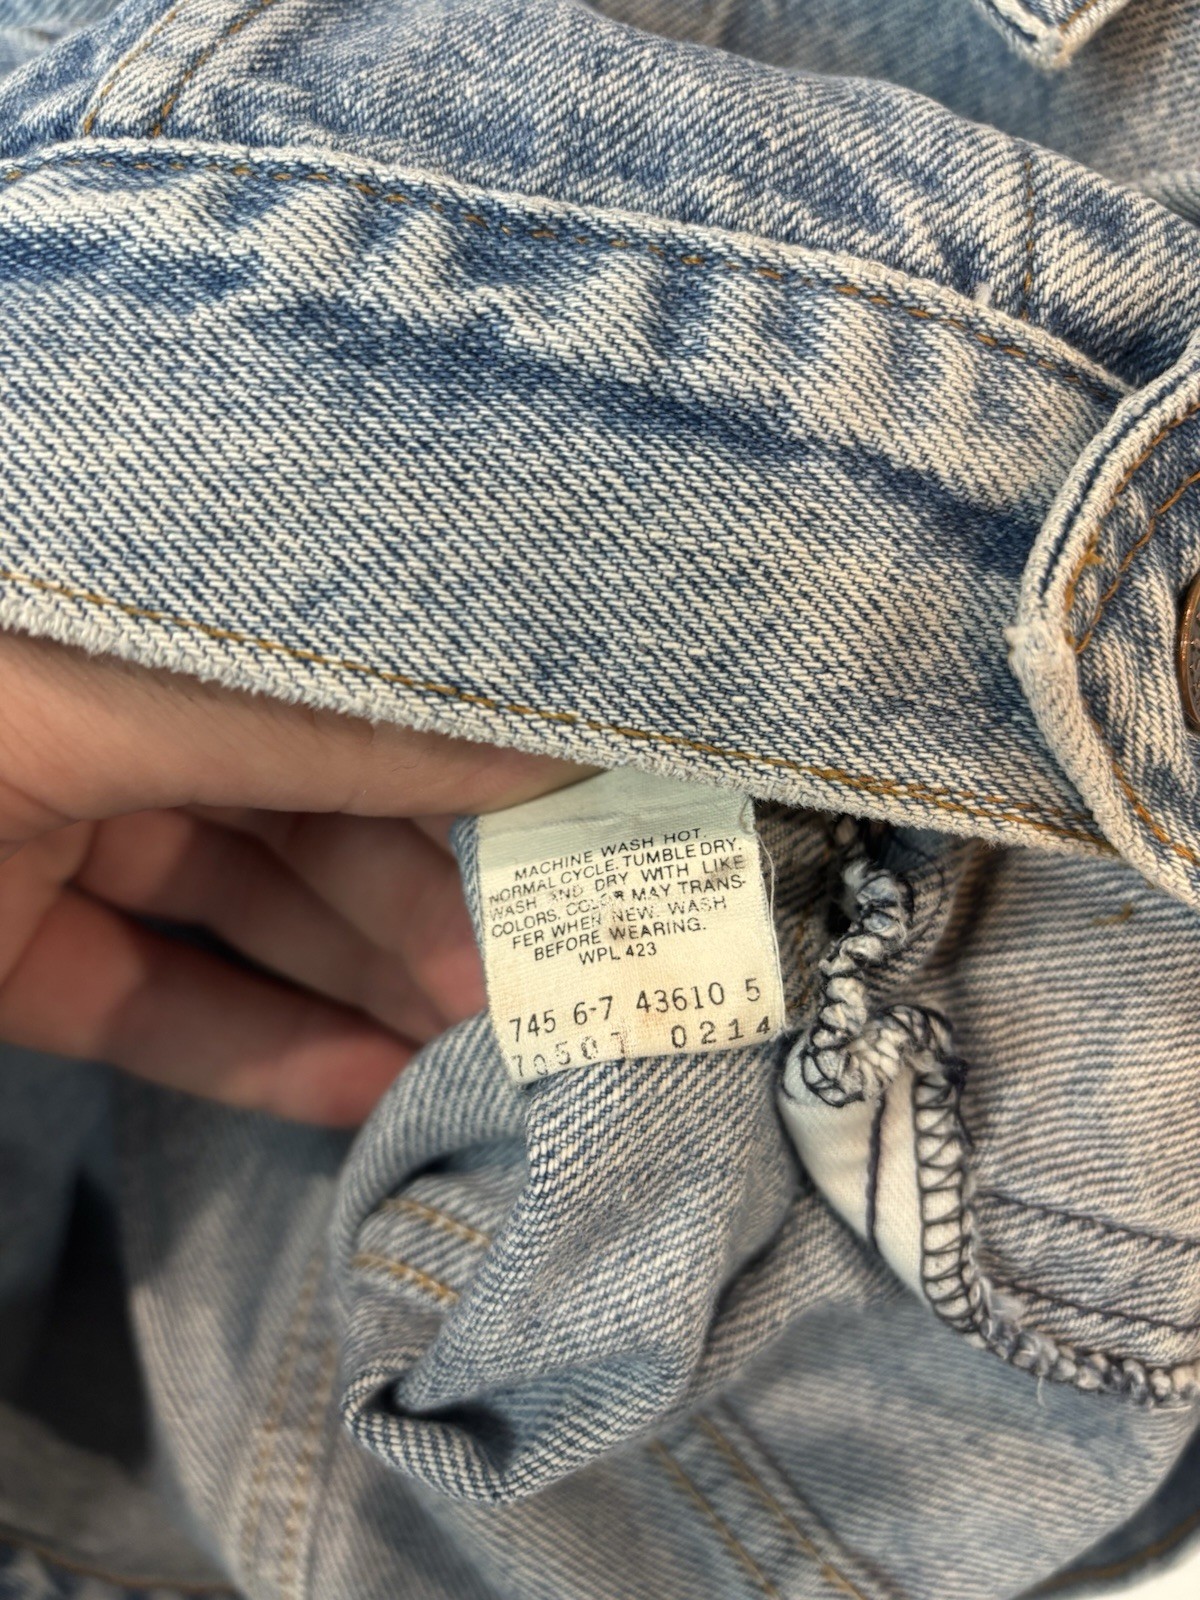 MACHINE WASH HOT.
NORMAL CYCLE. TUMBLE DRY.
WASH AND DRY WITH LIKE
COLORS. COLOR MAY TRANS-
FER WHEN NEW. WASH
BEFORE WEARING.
WPL 423
745 6-7 43610 5
70507 0214